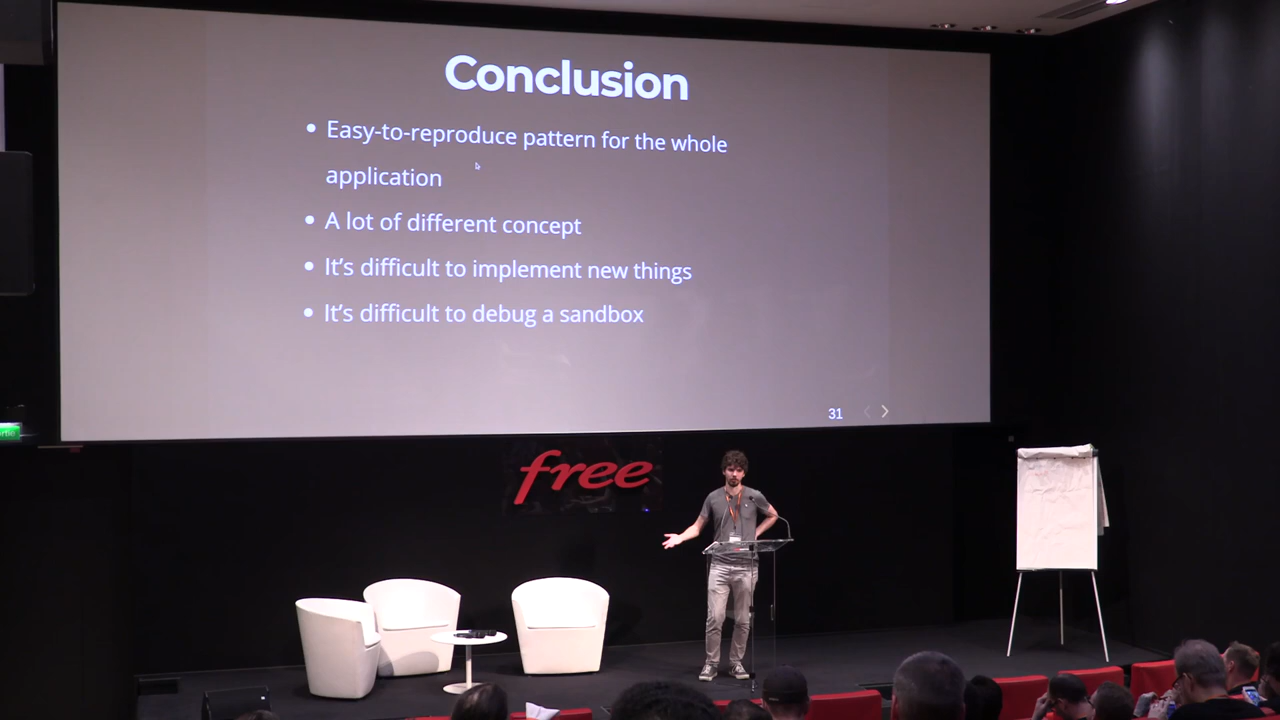 Conclusion
Easy-to-reproduce pattern for the whole
application
A lot of different concept
It's difficult to implement new things
It's difficult to debug a sandbox
31
free